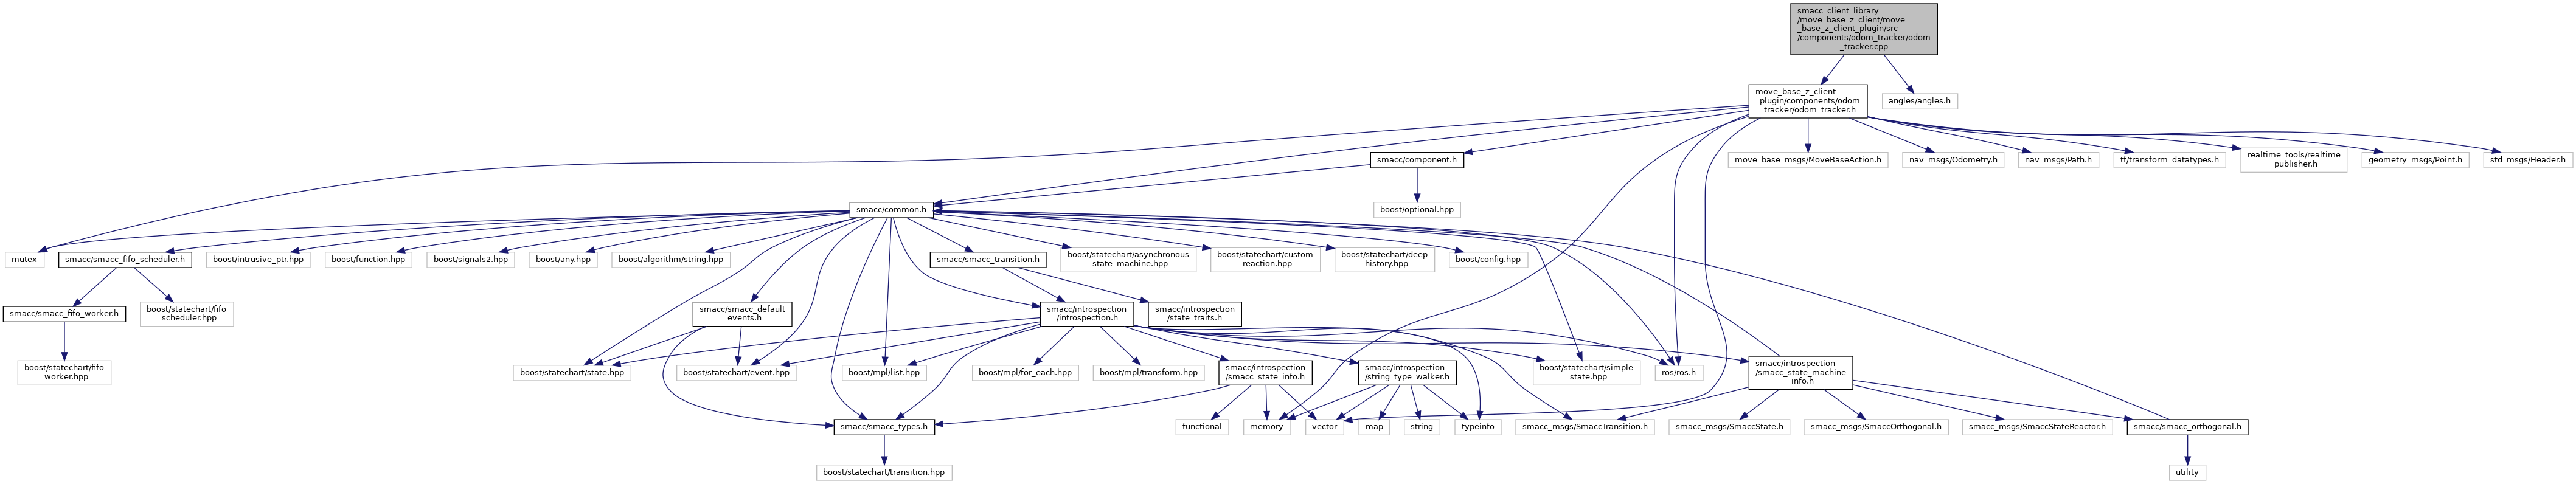 smacc_client_library
/move_base_z_client/move
_base_z_client_plugin/src
/components/odom_tracker/odom
_tracker.cpp
move_base_z_client
_plugin/components/odom
_tracker/odom_tracker.h
angles/angles.h
smacc/component.h
move_base_msgs/MoveBaseAction.h
nav_msgs/Odometry.h
nav_msgs/Path.h
tf/transform_datatypes.h
realtime_tools/realtime
_publisher.h
geometry_msgs/Point.h
std_msgs/Header.h
smacc/common.h
boost/optional.hpp
mutex
smacc/smacc_fifo_scheduler.h
boost/intrusive_ptr.hpp
boost/function.hpp
boost/signals2.hpp
boost/any.hpp
boost/algorithm/string.hpp
smacc/smacc_transition.h
boost/statechart/asynchronous
_state_machine.hpp
boost/statechart/custom
_reaction.hpp
boost/statechart/deep
_history.hpp
boost/config.hpp
smacc/smacc_fifo_worker.h
boost/statechart/fifo
_scheduler.hpp
smacc/smacc_default
_events.h
smacc/introspection
/introspection.h
smacc/introspection
/state_traits.h
boost/statechart/fifo
_worker.hpp
boost/statechart/state.hpp
boost/statechart/event.hpp
boost/mpl/list.hpp
boost/mpl/for_each.hpp
boost/mpl/transform.hpp
smacc/introspection
/smacc_state_info.h
smacc/introspection
/string_type_walker.h
boost/statechart/simple
_state.hpp
ros/ros.h
smacc/introspection
/smacc_state_machine
_info.h
smacc/smacc_types.h
functional
memory
vector
map
string
typeinfo
smacc_msgs/SmaccTransition.h
smacc_msgs/SmaccState.h
smacc_msgs/SmaccOrthogonal.h
smacc_msgs/SmaccStateReactor.h
smacc/smacc_orthogonal.h
boost/statechart/transition.hpp
utility